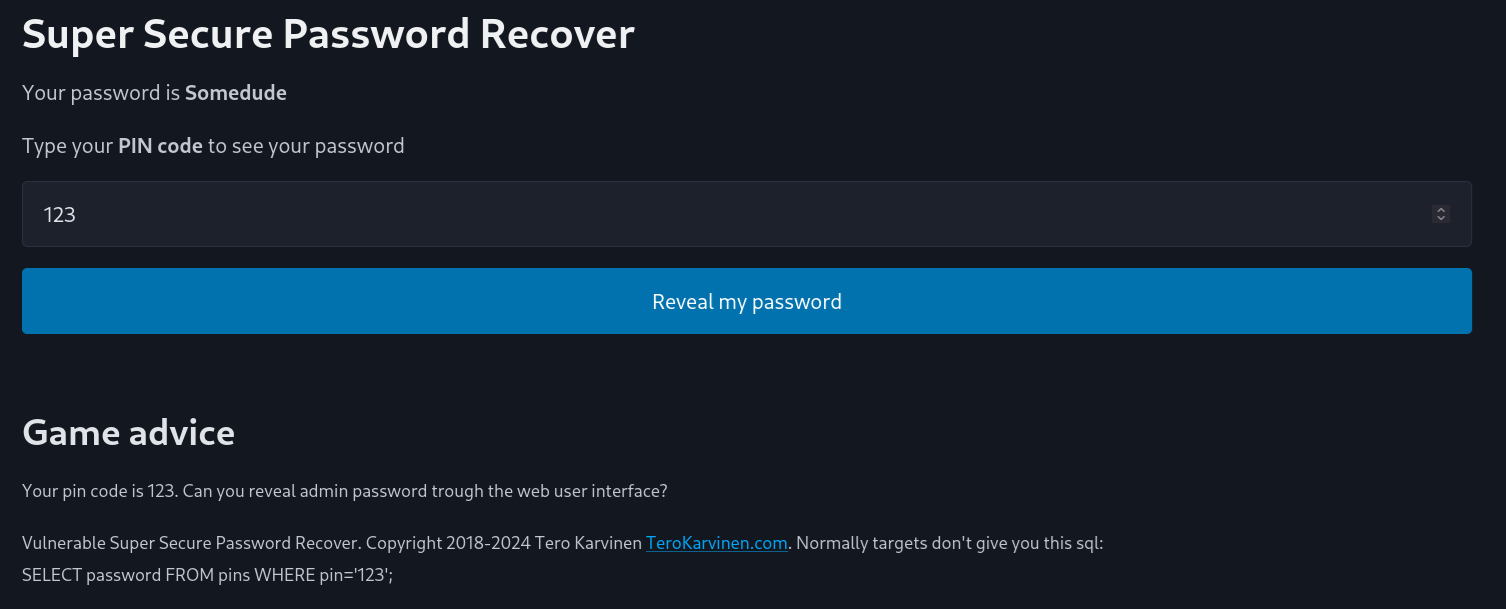 Super Secure Password Recover
Your password is Somedude
Type your PIN code to see your password
123
Reveal my password
Game advice
Your pin code is 123. Can you reveal admin password trough the web user interface?
Vulnerable Super Secure Password Recover. Copyright 2018-2024 Tero Karvinen TeroKarvinen.com. Normally targets don't give you this sql:
SELECT password FROM pins WHERE pin='123';